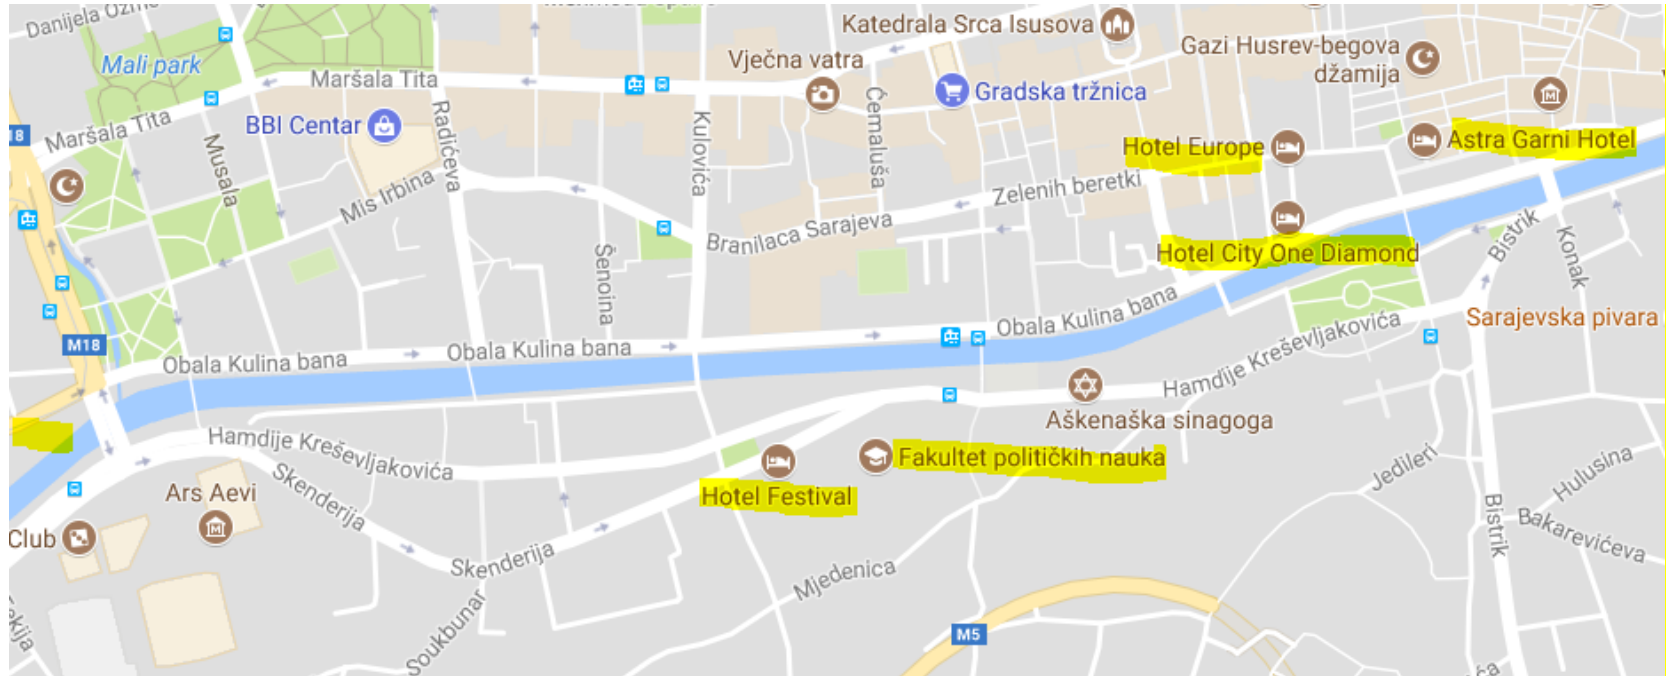 Danijela Ozme
Katedrala Srca Isusova
Gazi Husrev-begova
džamija
Mali park
Vječna vatra
Maršala Tita
Gradska tržnica
Maršala Tita
18
BBI Centar
Radićeva
Kulovića
Ćemaluša
Musala
Hotel Europe
Astra Garni Hotel
Mis Irbina
Zelenih beretki
Branilaca Sarajeva
Šenoina
Hotel City One Diamond
Bistrik
Konak
Obala Kulina bana
Sarajevska pivara
M18
Obala Kulina bana
Obala Kulina bana
Hamdije Kreševljakovića
Aškenaška sinagoga
Hamdije Kreševljakovića
Fakultet političkih nauka
Jedileri
Hulusina
Ars Aevi
Skenderija
Hotel Festival
Bistrik
Bakarevićeva
Club
Skenderija
Mjedenica
Soukbunar
M5